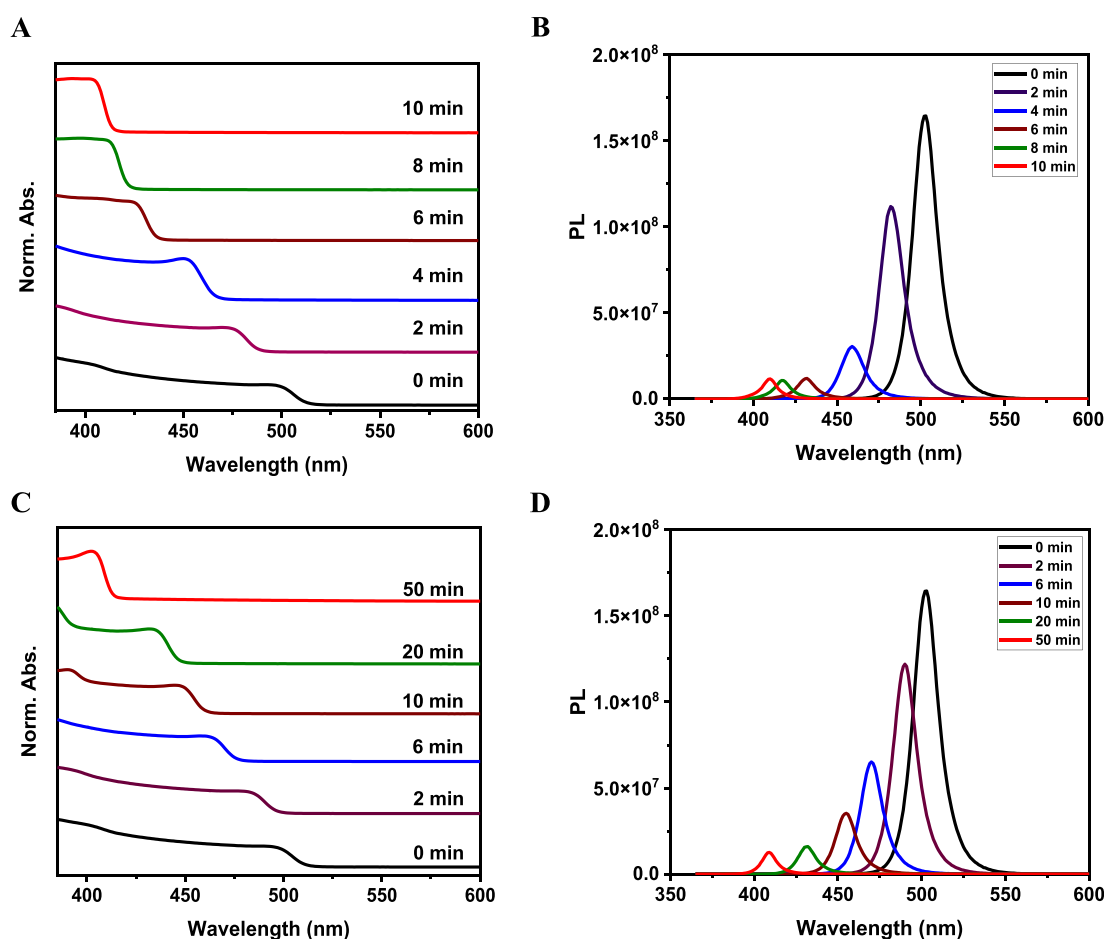 A
Norm. Abs.
10 min
8 min
6 min
4 min
2 min
0 min
400 450 500 550 600
Wavelength (nm)
B
PL
2.0×10⁸
1.5×10⁸
1.0×10⁸
5.0×10⁷
0.0
0 min
2 min
4 min
6 min
8 min
10 min
350 400 450 500 550 600
Wavelength (nm)
C
Norm. Abs.
50 min
20 min
10 min
6 min
2 min
0 min
400 450 500 550 600
Wavelength (nm)
D
PL
2.0×10⁸
1.5×10⁸
1.0×10⁸
5.0×10⁷
0.0
0 min
2 min
6 min
10 min
20 min
50 min
350 400 450 500 550 600
Wavelength (nm)